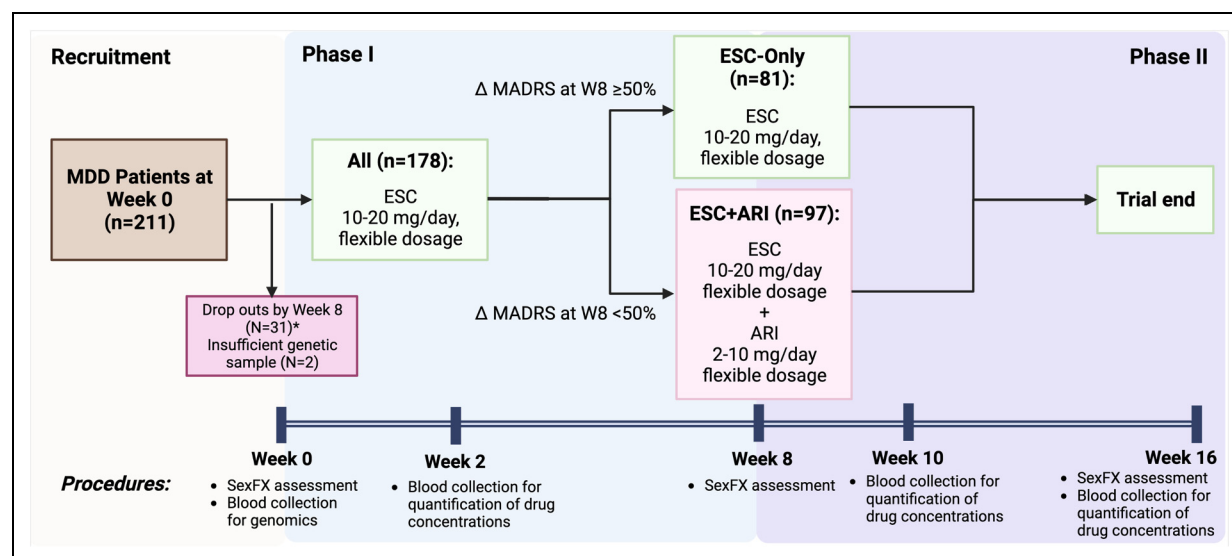 Recruitment
Phase I
Phase II
MDD Patients at
Week 0
(n=211)
Drop outs by Week 8
(N=31)*
Insufficient genetic
sample (N=2)
All (n=178):
ESC
10-20 mg/day,
flexible dosage
Δ MADRS at W8 ≥50%
Δ MADRS at W8 <50%
ESC-Only
(n=81):
ESC
10-20 mg/day,
flexible dosage
ESC+ARI (n=97):
ESC
10-20 mg/day
flexible dosage
+
ARI
2-10 mg/day
flexible dosage
Trial end
Procedures:
Week 0
• SexFX assessment
• Blood collection
for genomics
Week 2
• Blood collection for
quantification of drug
concentrations
Week 8
• SexFX assessment
Week 10
• Blood collection for
quantification of
drug concentrations
Week 16
• SexFX assessment
• Blood collection for
quantification of
drug concentrations